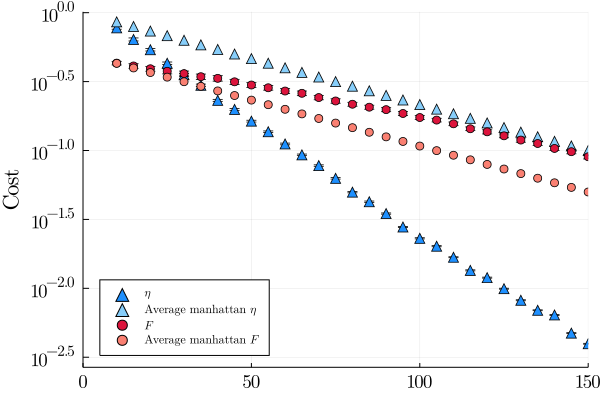 10^0.0
10^-0.5
10^-1.0
10^-1.5
10^-2.0
10^-2.5
Cost
η
Average manhattan η
F
Average manhattan F
0 50 100 150